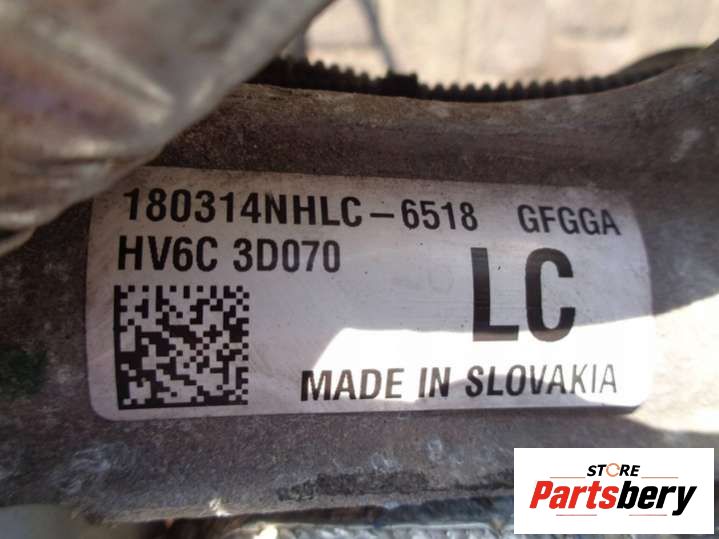 180314NHLC-6518 GFGGA
HV6C 3D070
LC
MADE IN SLOVAKIA
STORE
Partsbery